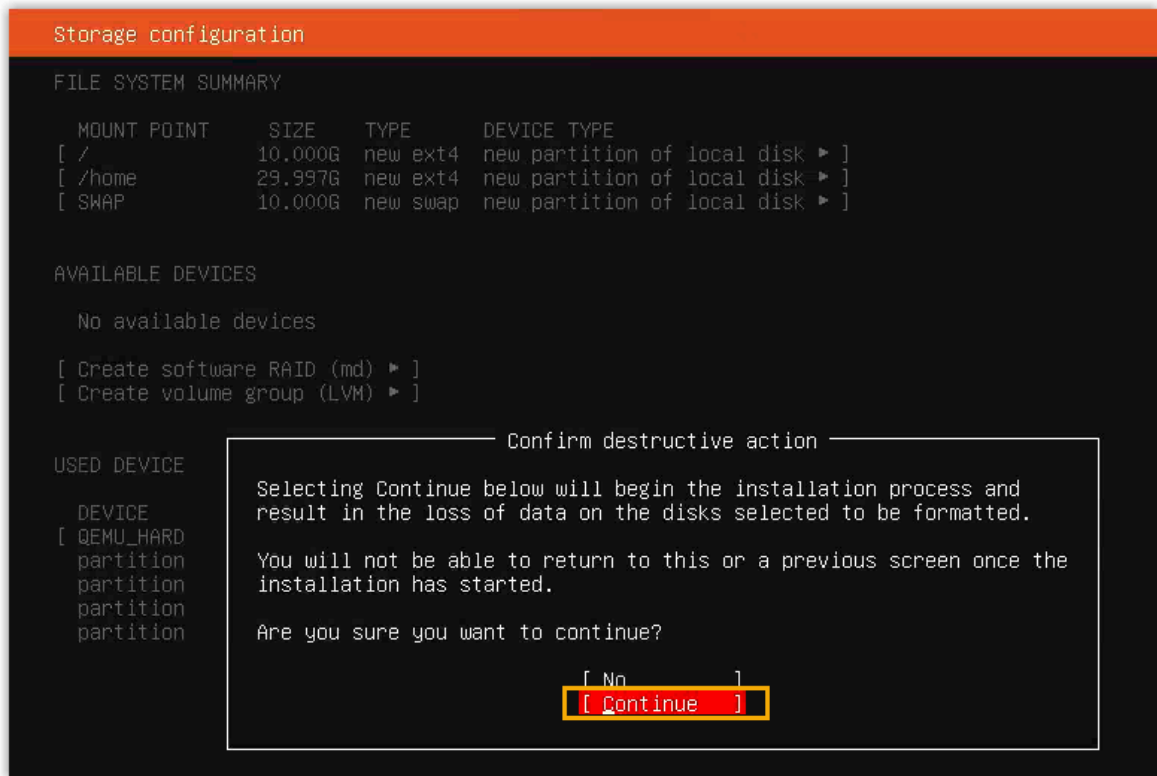 Storage configuration
FILE SYSTEM SUMMARY
MOUNT POINT SIZE TYPE DEVICE TYPE
[ / 10.000G new ext4 new partition of local disk ▸ ]
[ /home 29.997G new ext4 new partition of local disk ▸ ]
[ SWAP 10.000G new swap new partition of local disk ▸ ]
AVAILABLE DEVICES
No available devices
[ Create software RAID (md) ▸ ]
[ Create volume group (LVM) ▸ ]
USED DEVICE
DEVICE
[ QEMU_HARD
partition
partition
partition
partition
Confirm destructive action
Selecting Continue below will begin the installation process and
result in the loss of data on the disks selected to be formatted.
You will not be able to return to this or a previous screen once the
installation has started.
Are you sure you want to continue?
[ No ]
[ Continue ]